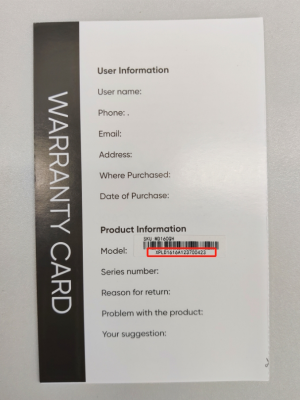 WARRANTY CARD
User Information
User name:
Phone: .
Email:
Address:
Where Purchased:
Date of Purchase:
Product Information
Model:
Series number:
Reason for return:
Problem with the product:
Your suggestion: